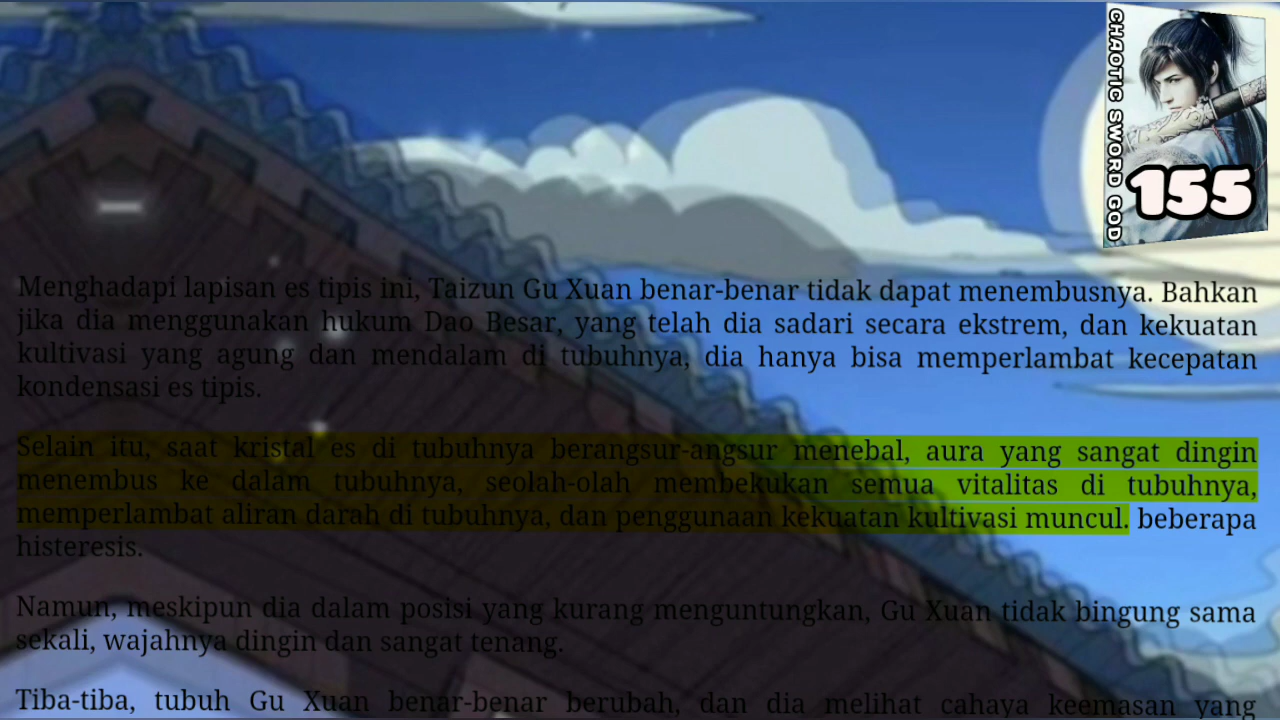 CHAOTIC SWORD GOD
155
Menghadapi lapisan es tipis ini, Taizun Gu Xuan benar-benar tidak dapat menembusnya. Bahkan
jika dia menggunakan hukum Dao Besar, yang telah dia sadari secara ekstrem, dan kekuatan
kultivasi yang agung dan mendalam di tubuhnya, dia hanya bisa memperlambat kecepatan
kondensasi es tipis.
Selain itu, saat kristal es di tubuhnya berangsur-angsur menebal, aura yang sangat dingin
menembus ke dalam tubuhnya, seolah-olah membekukan semua vitalitas di tubuhnya,
memperlambat aliran darah di tubuhnya, dan penggunaan kekuatan kultivasi muncul. beberapa
histeresis.
Namun, meskipun dia dalam posisi yang kurang menguntungkan, Gu Xuan tidak bingung sama
sekali, wajahnya dingin dan sangat tenang.
Tiba-tiba, tubuh Gu Xuan benar-benar berubah, dan dia melihat cahaya keemasan yang